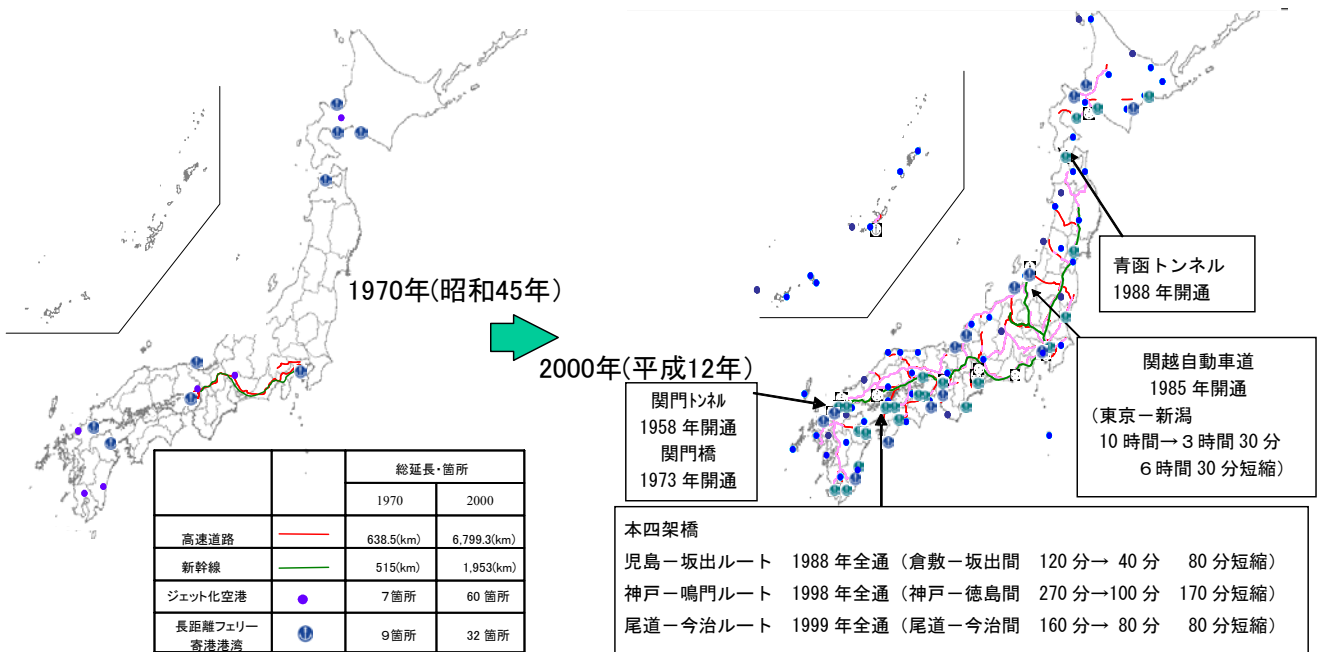 1970年(昭和45年)
2000年(平成12年)
総延長・箇所
1970 2000
高速道路 638.5(km) 6,799.3(km)
新幹線 515(km) 1,953(km)
ジェット化空港 7箇所 60箇所
長距離フェリー
寄港港湾 9箇所 32箇所
青函トンネル
1988年開通
関越自動車道
1985年開通
(東京－新潟
10時間→3時間30分
6時間30分短縮)
関門トンネル
1958年開通
関門橋
1973年開通
本四架橋
児島－坂出ルート 1988年全通(倉敷－坂出間 120分→ 40分 80分短縮)
神戸－鳴門ルート 1998年全通(神戸－徳島間 270分→100分 170分短縮)
尾道－今治ルート 1999年全通(尾道－今治間 160分→ 80分 80分短縮)